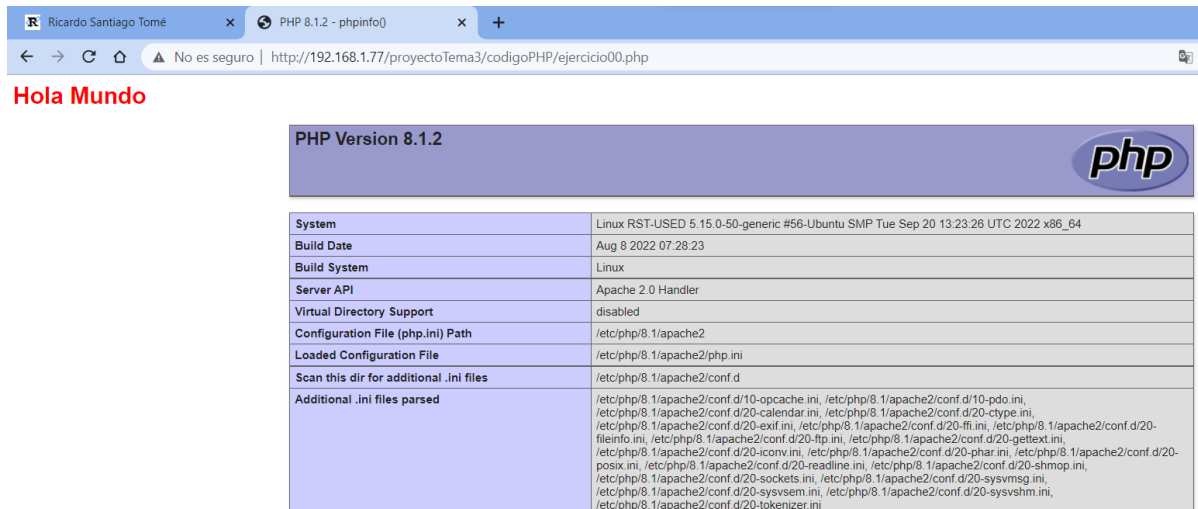 Ricardo Santiago Tomé
PHP 8.1.2 - phpinfo()
No es seguro | http://192.168.1.77/proyectoTema3/codigoPHP/ejercicio00.php
Hola Mundo
PHP Version 8.1.2
php
System Linux RST-USED 5.15.0-50-generic #56-Ubuntu SMP Tue Sep 20 13:23:26 UTC 2022 x86_64
Build Date Aug 8 2022 07:28:23
Build System Linux
Server API Apache 2.0 Handler
Virtual Directory Support disabled
Configuration File (php.ini) Path /etc/php/8.1/apache2
Loaded Configuration File /etc/php/8.1/apache2/php.ini
Scan this dir for additional .ini files /etc/php/8.1/apache2/conf.d
Additional .ini files parsed /etc/php/8.1/apache2/conf.d/10-opcache.ini, /etc/php/8.1/apache2/conf.d/10-pdo.ini,
/etc/php/8.1/apache2/conf.d/20-calendar.ini, /etc/php/8.1/apache2/conf.d/20-ctype.ini,
/etc/php/8.1/apache2/conf.d/20-exif.ini, /etc/php/8.1/apache2/conf.d/20-ffi.ini, /etc/php/8.1/apache2/conf.d/20-
fileinfo.ini, /etc/php/8.1/apache2/conf.d/20-ftp.ini, /etc/php/8.1/apache2/conf.d/20-gettext.ini,
/etc/php/8.1/apache2/conf.d/20-iconv.ini, /etc/php/8.1/apache2/conf.d/20-phar.ini, /etc/php/8.1/apache2/conf.d/20-
posix.ini, /etc/php/8.1/apache2/conf.d/20-readline.ini, /etc/php/8.1/apache2/conf.d/20-shmop.ini,
/etc/php/8.1/apache2/conf.d/20-sockets.ini, /etc/php/8.1/apache2/conf.d/20-sysvmsg.ini,
/etc/php/8.1/apache2/conf.d/20-sysvsem.ini, /etc/php/8.1/apache2/conf.d/20-sysvshm.ini,
/etc/php/8.1/apache2/conf.d/20-tokenizer.ini